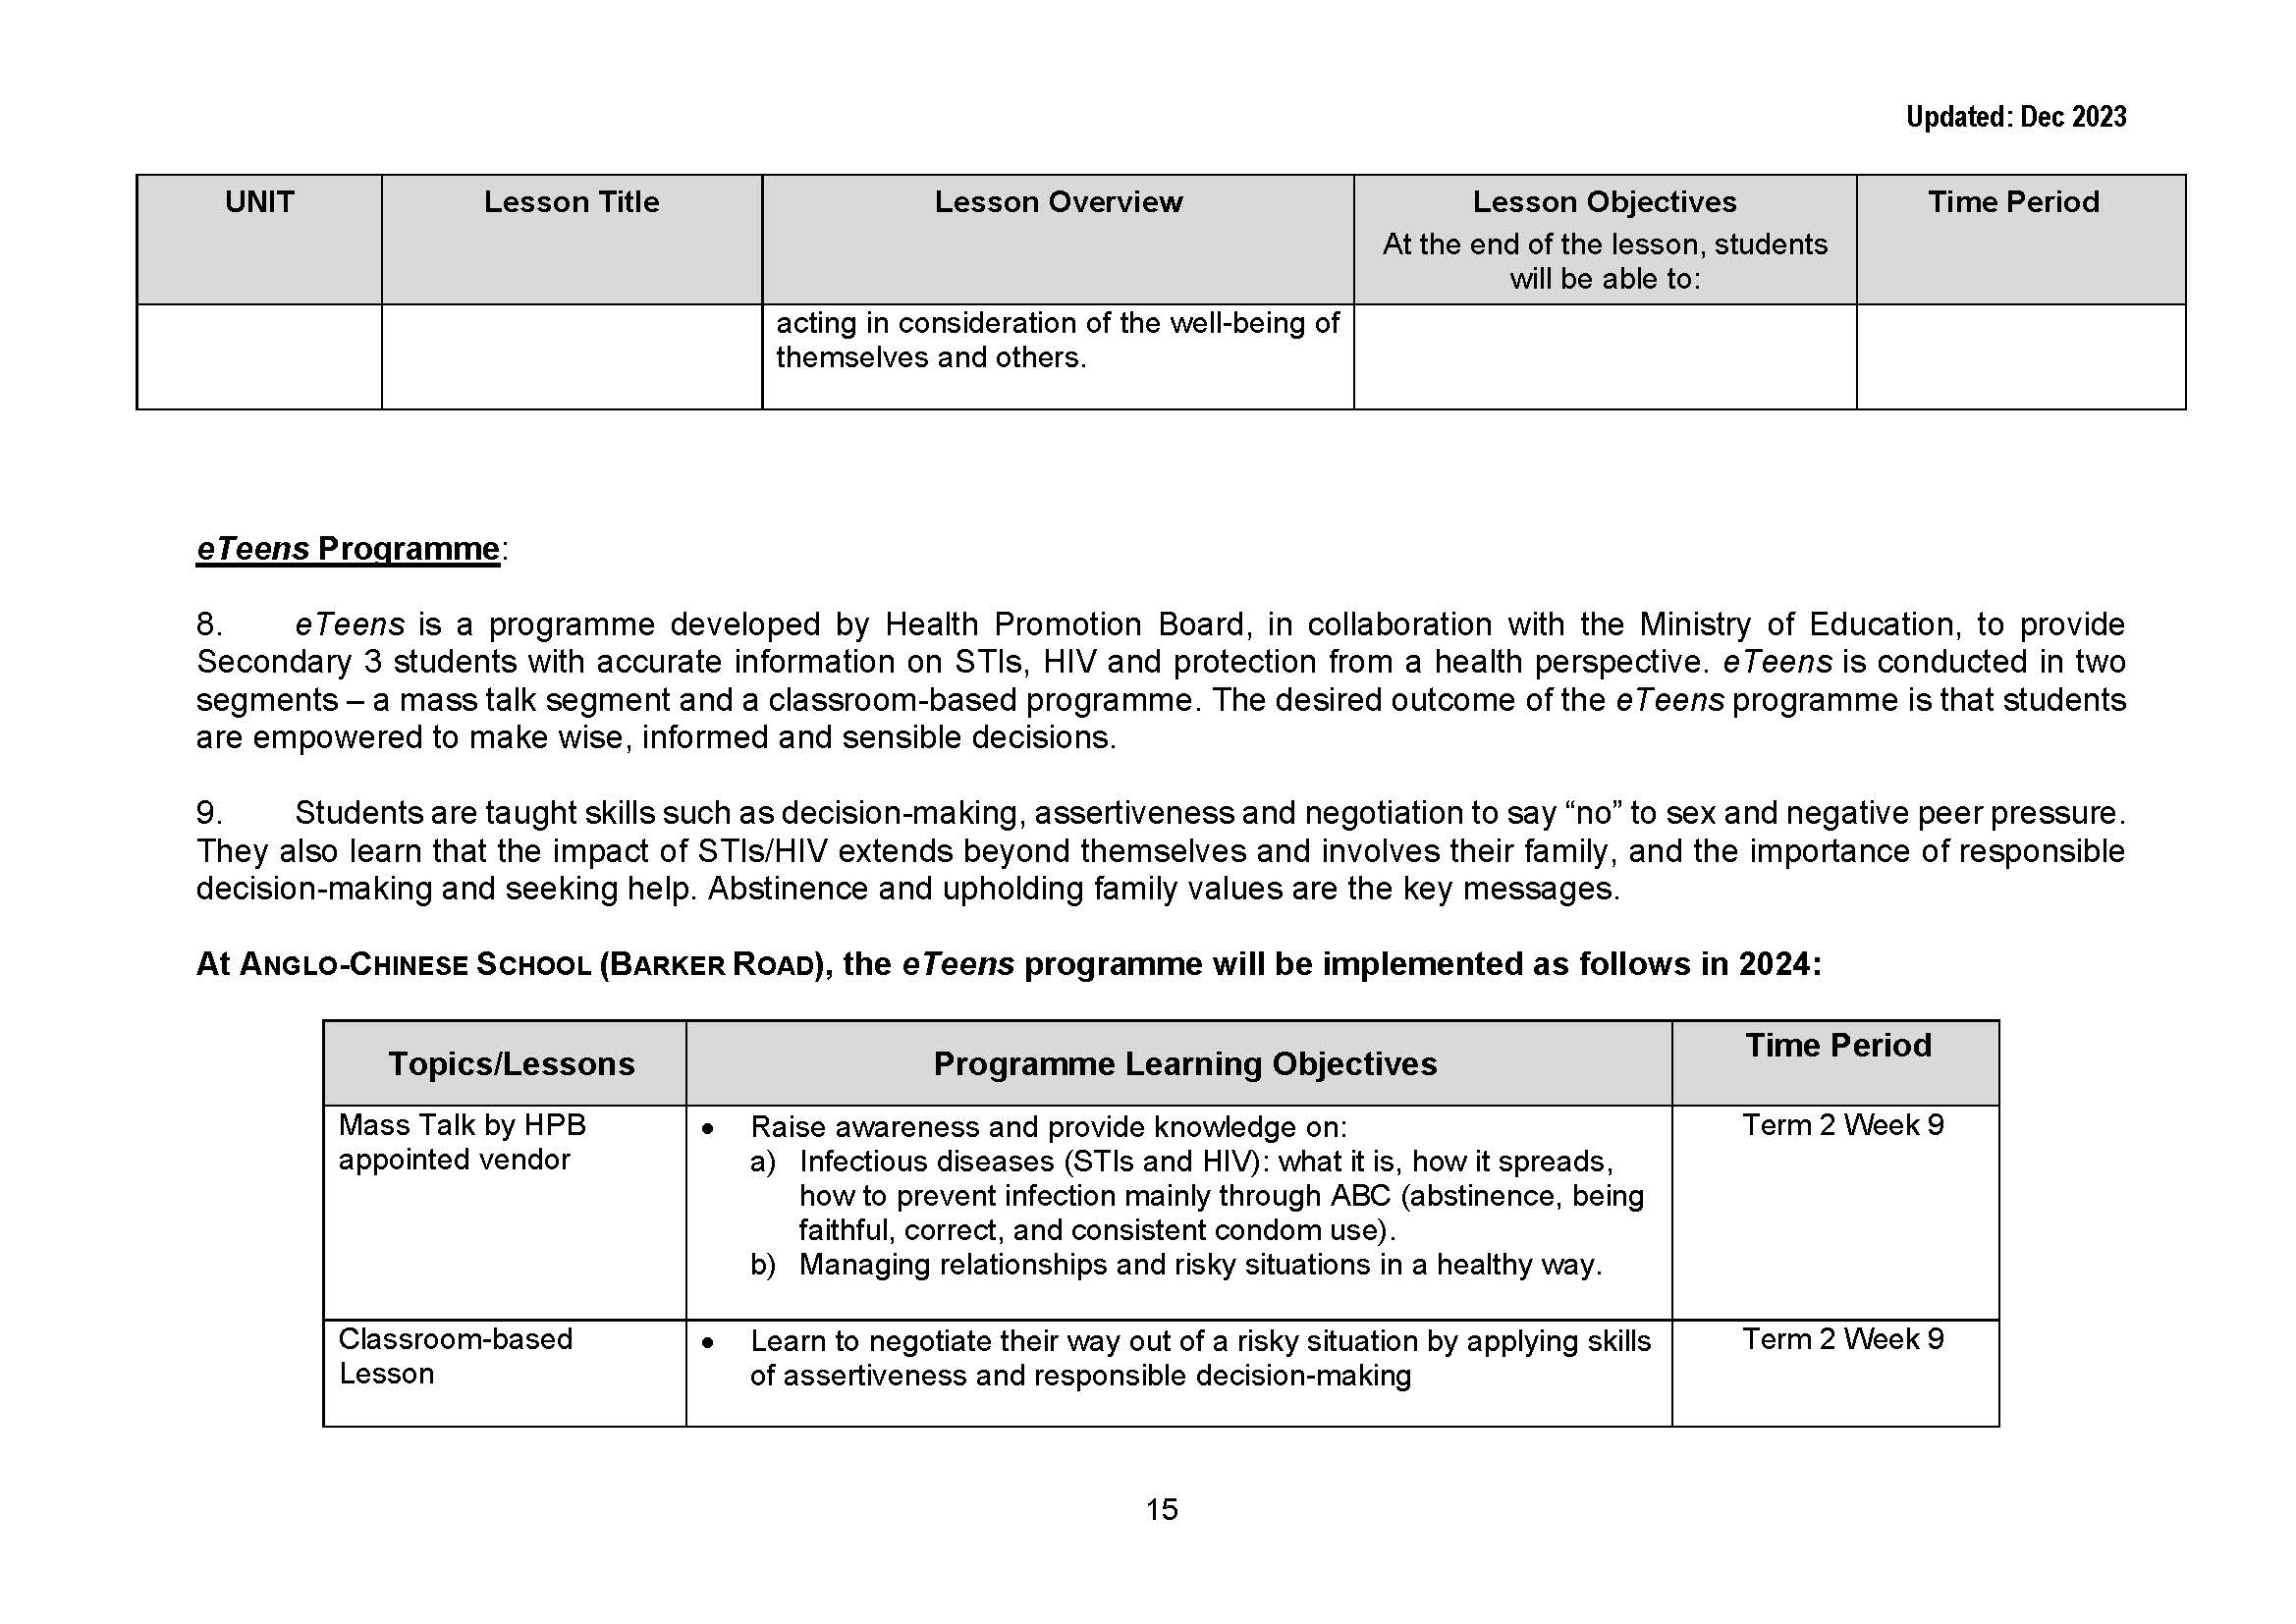 Updated: Dec 2023
UNIT
Lesson Title
Lesson Overview
Lesson Objectives
At the end of the lesson, students
will be able to:
Time Period
acting in consideration of the well-being of
themselves and others.
eTeens Programme:
8. eTeens is a programme developed by Health Promotion Board, in collaboration with the Ministry of Education, to provide
Secondary 3 students with accurate information on STIs, HIV and protection from a health perspective. eTeens is conducted in two
segments – a mass talk segment and a classroom-based programme. The desired outcome of the eTeens programme is that students
are empowered to make wise, informed and sensible decisions.
9. Students are taught skills such as decision-making, assertiveness and negotiation to say “no” to sex and negative peer pressure.
They also learn that the impact of STIs/HIV extends beyond themselves and involves their family, and the importance of responsible
decision-making and seeking help. Abstinence and upholding family values are the key messages.
At ANGLO-CHINESE SCHOOL (BARKER ROAD), the eTeens programme will be implemented as follows in 2024:
Topics/Lessons
Programme Learning Objectives
Time Period
Mass Talk by HPB
appointed vendor
• Raise awareness and provide knowledge on:
a) Infectious diseases (STIs and HIV): what it is, how it spreads,
how to prevent infection mainly through ABC (abstinence, being
faithful, correct, and consistent condom use).
b) Managing relationships and risky situations in a healthy way.
Term 2 Week 9
Classroom-based
Lesson
• Learn to negotiate their way out of a risky situation by applying skills
of assertiveness and responsible decision-making
Term 2 Week 9
15